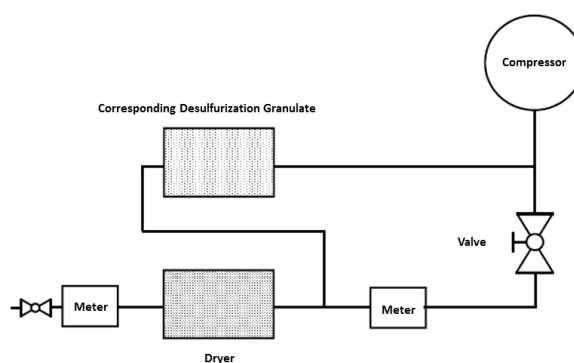 Compressor
Corresponding Desulfurization Granulate
Valve
Meter
Meter
Dryer